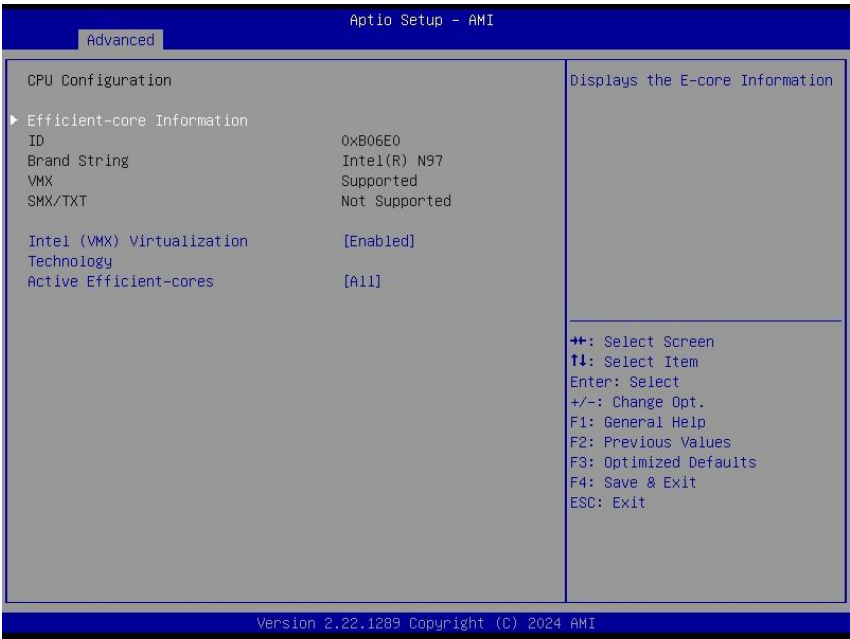 Aptio Setup - AMI
Advanced
CPU Configuration
Efficient-core Information
ID 0xB06E0
Brand String Intel(R) N97
VMX Supported
SMX/TXT Not Supported
Intel (VMX) Virtualization [Enabled]
Technology
Active Efficient-cores [All]
Displays the E-core Information
→←: Select Screen
↑↓: Select Item
Enter: Select
+/-: Change Opt.
F1: General Help
F2: Previous Values
F3: Optimized Defaults
F4: Save & Exit
ESC: Exit
Version 2.22.1289 Copyright (C) 2024 AMI